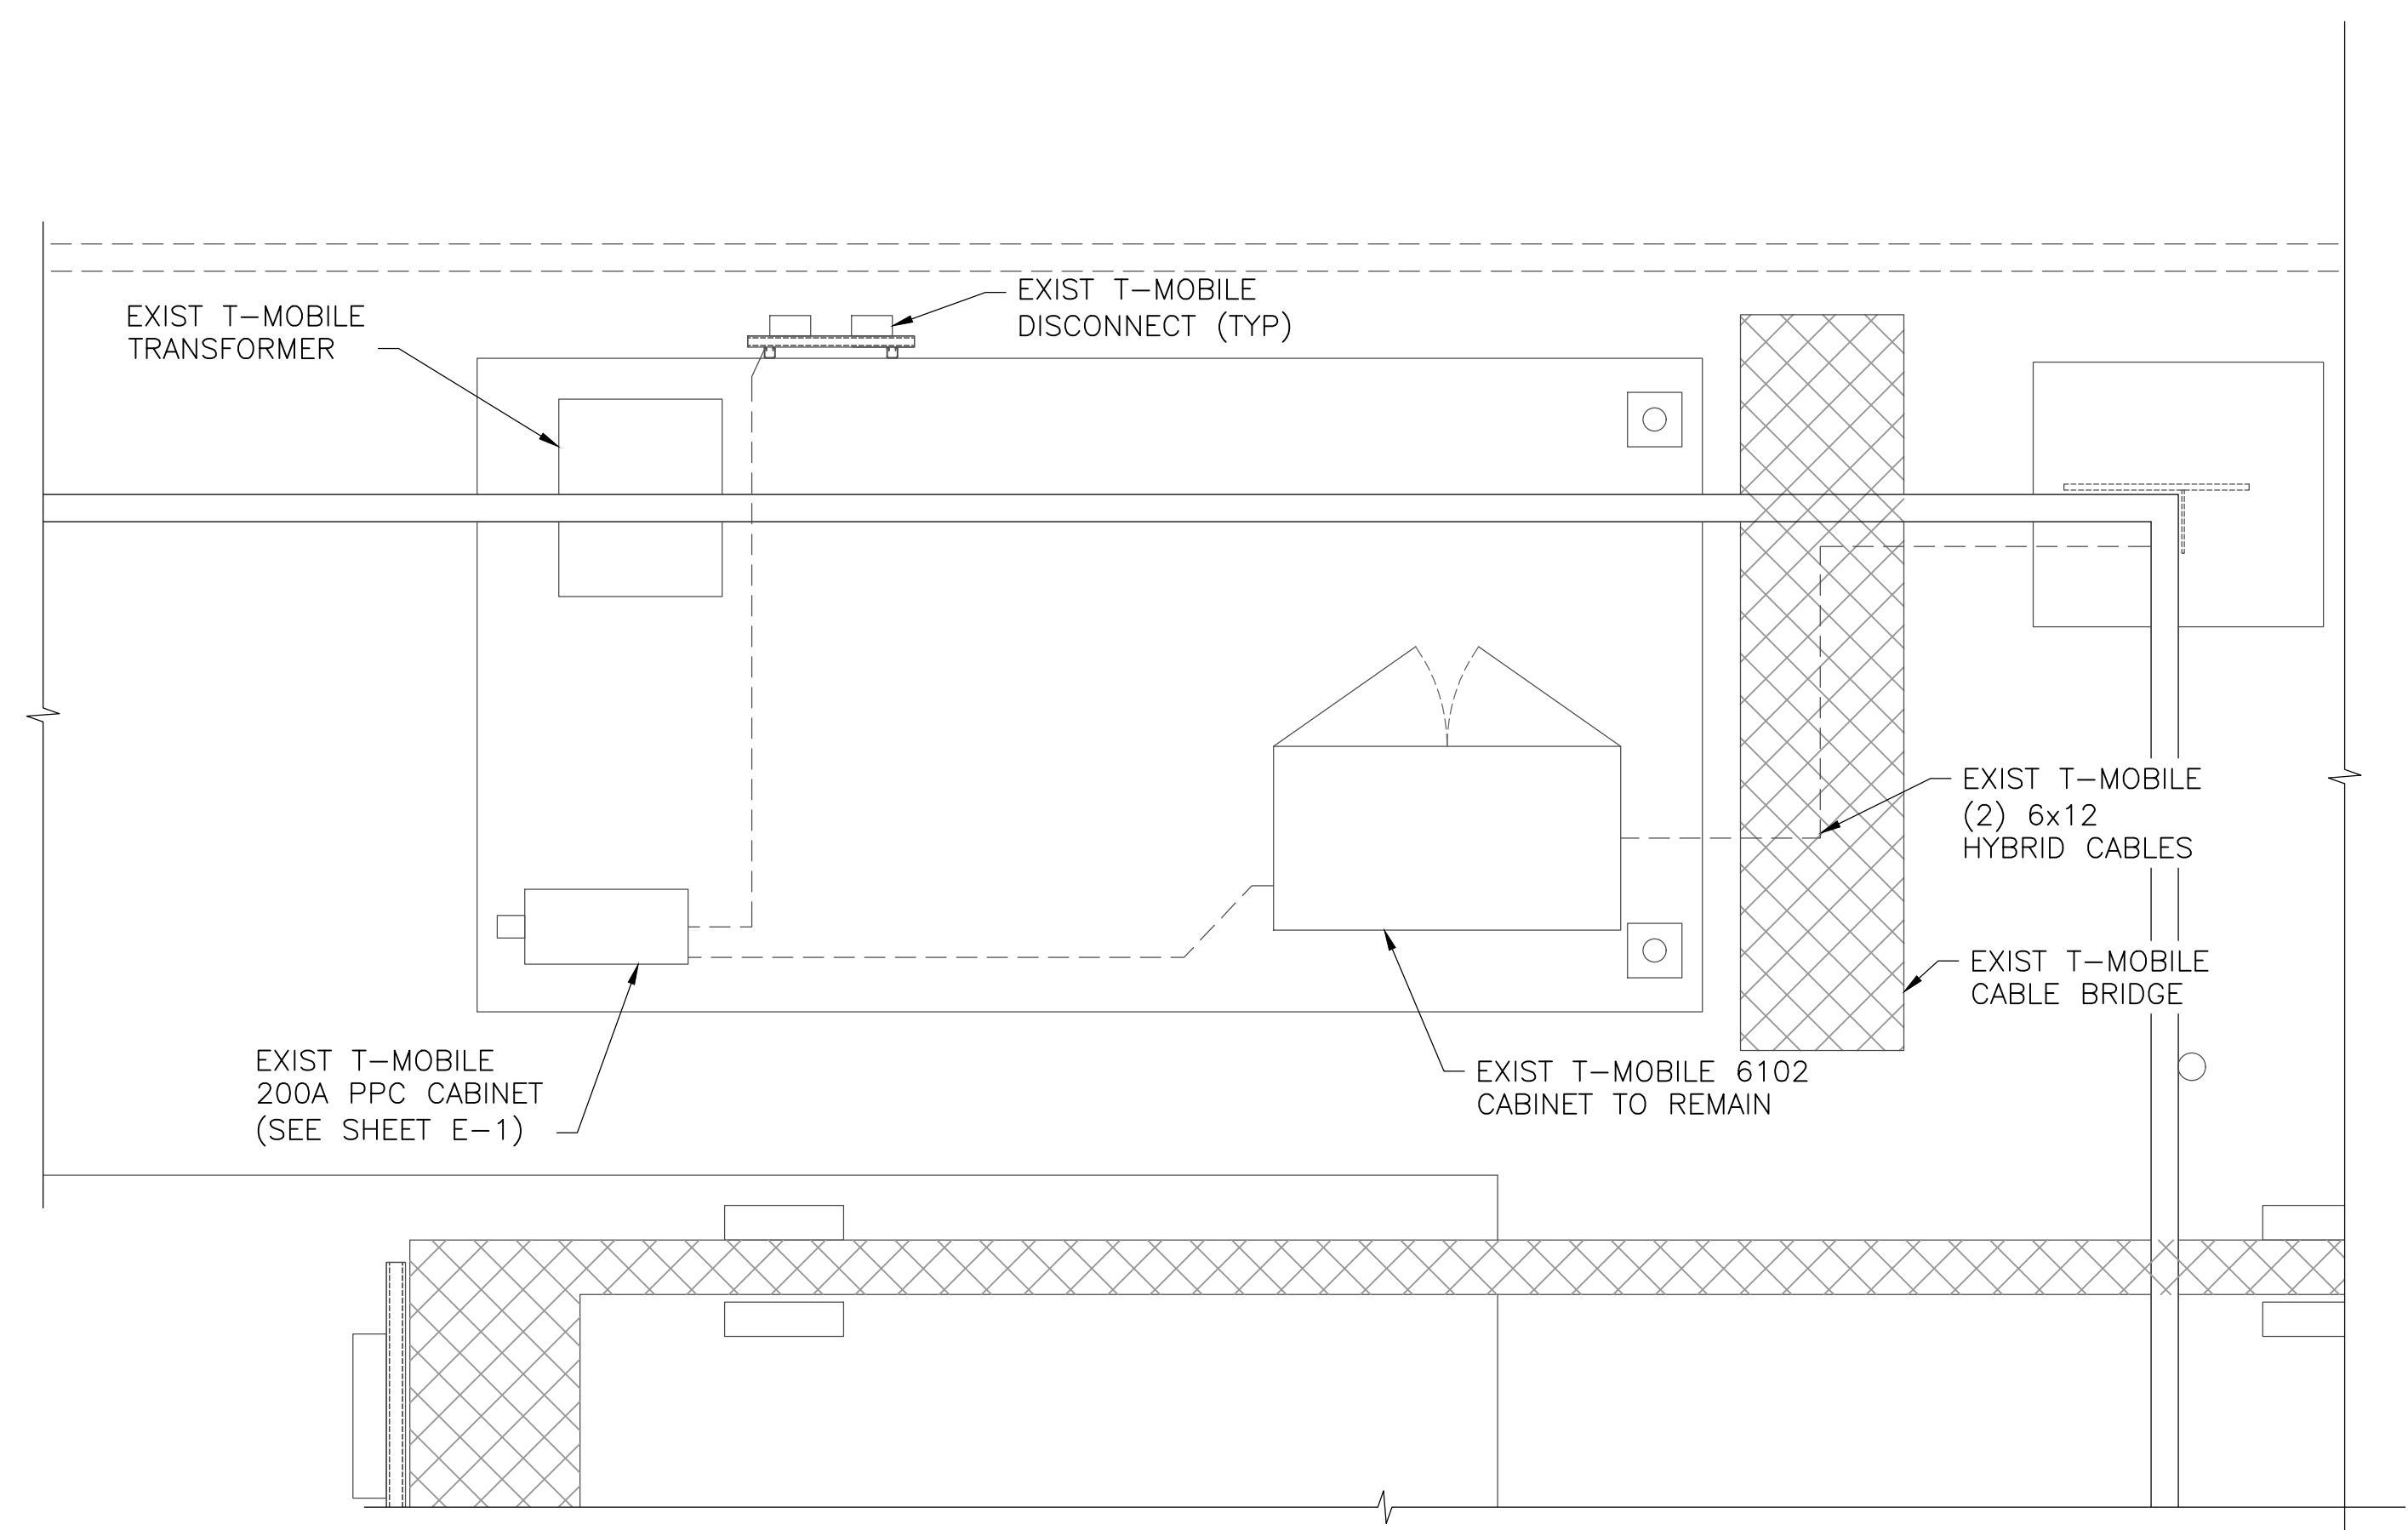 EXIST T-MOBILE
DISCONNECT (TYP)
EXIST T-MOBILE
TRANSFORMER
EXIST T-MOBILE
(2) 6x12
HYBRID CABLES
EXIST T-MOBILE
CABLE BRIDGE
EXIST T-MOBILE
200A PPC CABINET
(SEE SHEET E-1)
EXIST T-MOBILE 6102
CABINET TO REMAIN